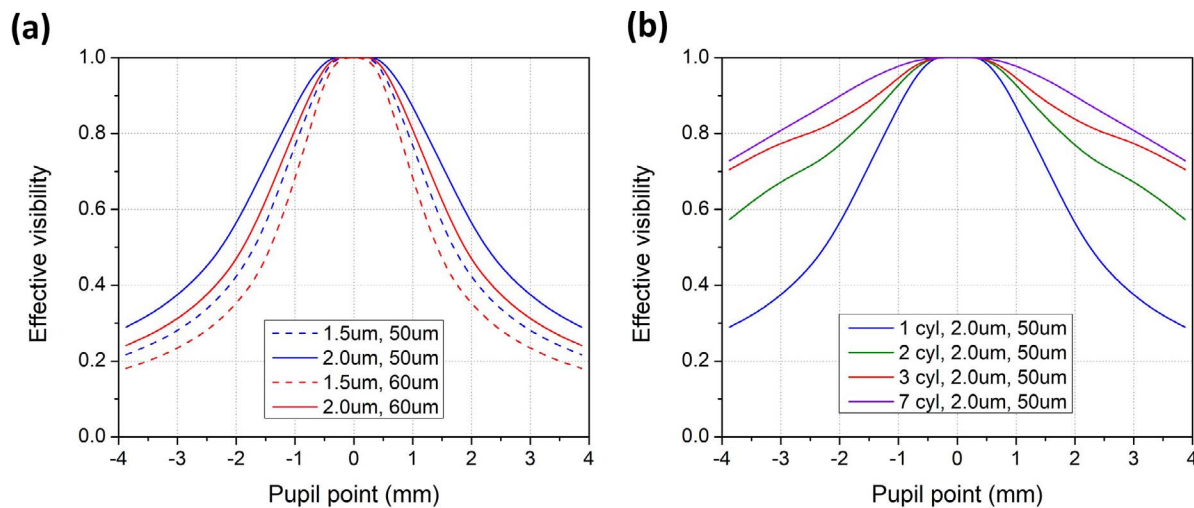 (a)
1.0
0.8
0.6
0.4
0.2
0.0
Effective visibility
1.5um, 50um
2.0um, 50um
1.5um, 60um
2.0um, 60um
-4 -3 -2 -1 0 1 2 3 4
Pupil point (mm)
(b)
1.0
0.8
0.6
0.4
0.2
0.0
Effective visibility
1 cyl, 2.0um, 50um
2 cyl, 2.0um, 50um
3 cyl, 2.0um, 50um
7 cyl, 2.0um, 50um
-4 -3 -2 -1 0 1 2 3 4
Pupil point (mm)